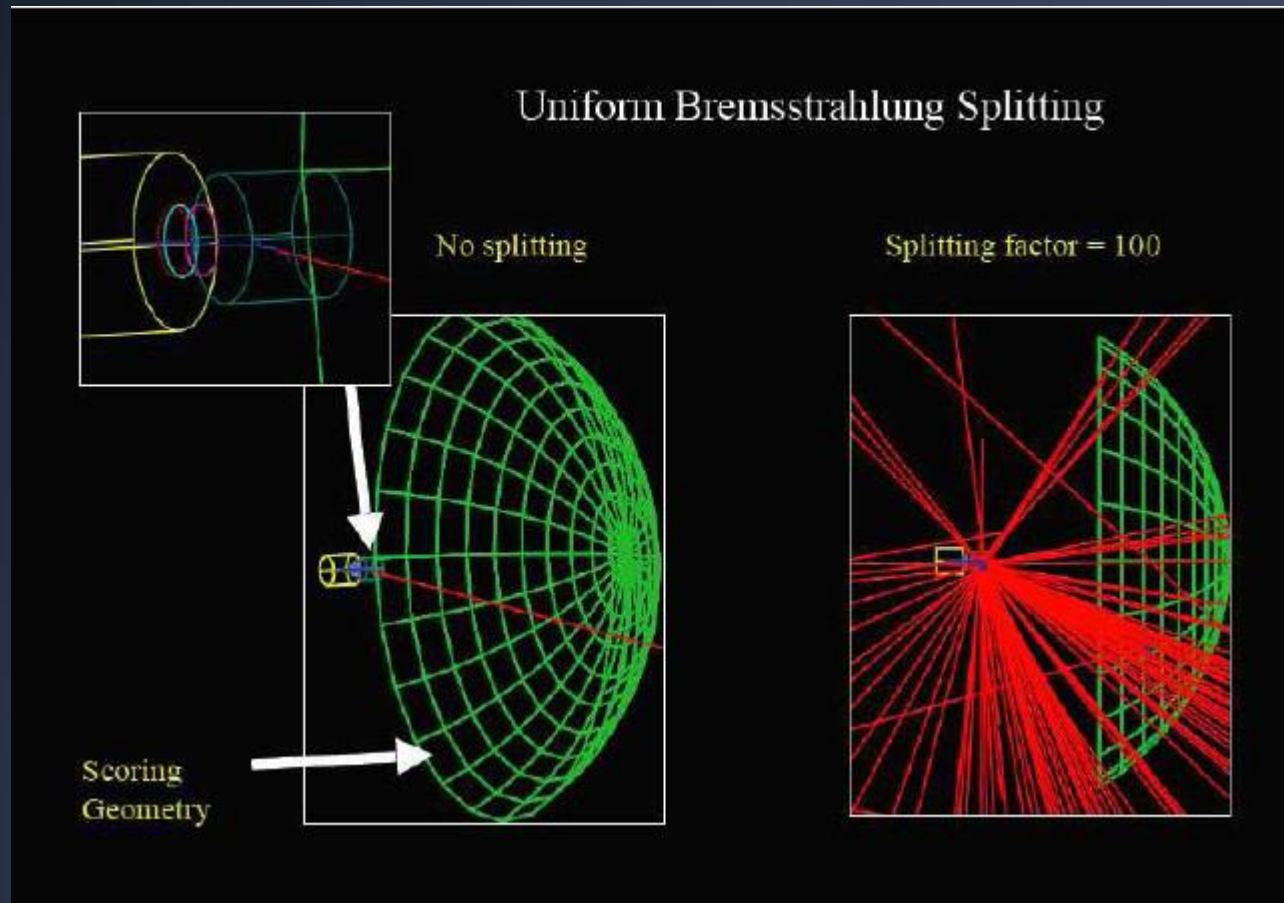 Uniform Bremsstrahlung Splitting
No splitting
Splitting factor = 100
Scoring
Geometry